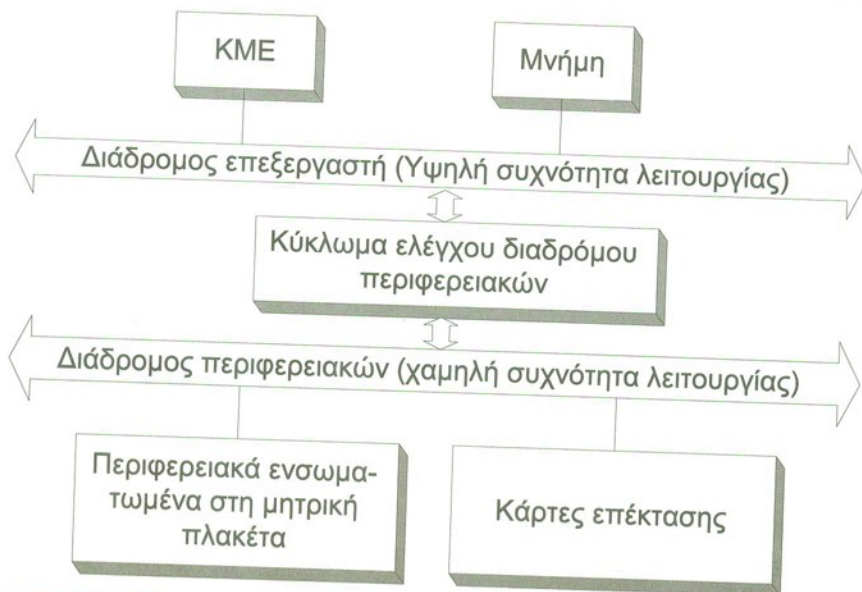 ΚΜΕ
Μνήμη
Διάδρομος επεξεργαστή (Υψηλή συχνότητα λειτουργίας)
Κύκλωμα ελέγχου διαδρόμου
περιφερειακών
Διάδρομος περιφερειακών (χαμηλή συχνότητα λειτουργίας)
Περιφερειακά ενσωμα-
τωμένα στη μητρική
πλακέτα
Κάρτες επέκτασης